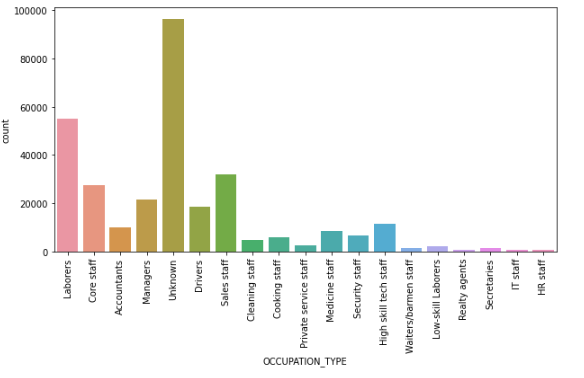 100000
80000
60000
40000
20000
0
count
Laborers
Core staff
Accountants
Managers
Unknown
Drivers
Sales staff
Cleaning staff
Cooking staff
Private service staff
Medicine staff
Security staff
High skill tech staff
Waiters/barmen staff
Low-skill Laborers
Realty agents
Secretaries
IT staff
HR staff
OCCUPATION_TYPE